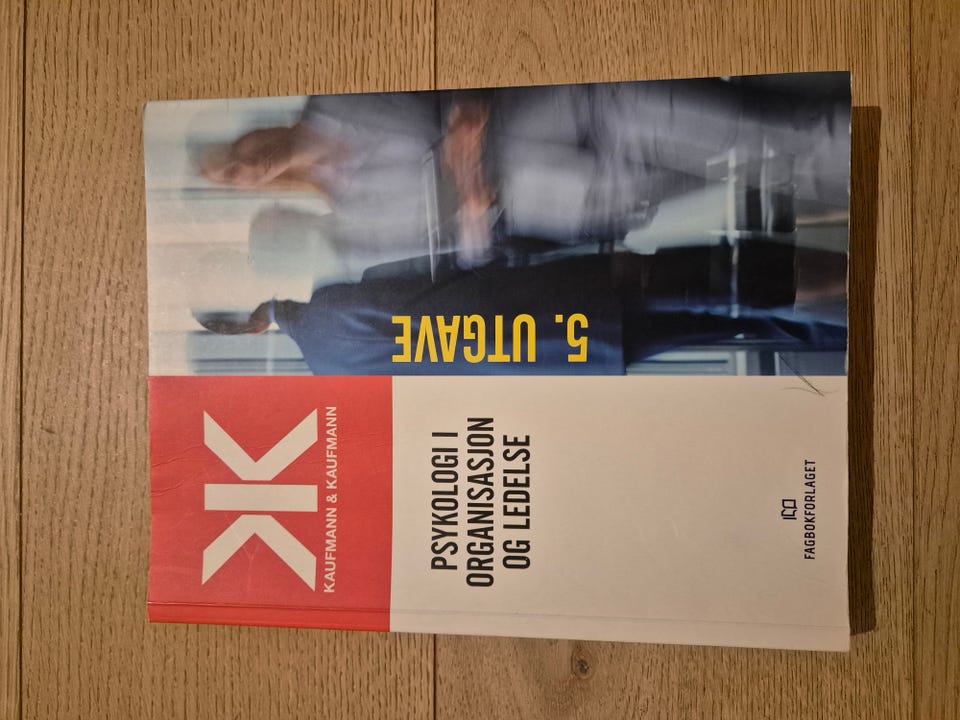 KAUFMANN & KAUFMANN
PSYKOLOGI I
ORGANISASJON
OG LEDELSE
5. UTGAVE
FAGBOKFORLAGET